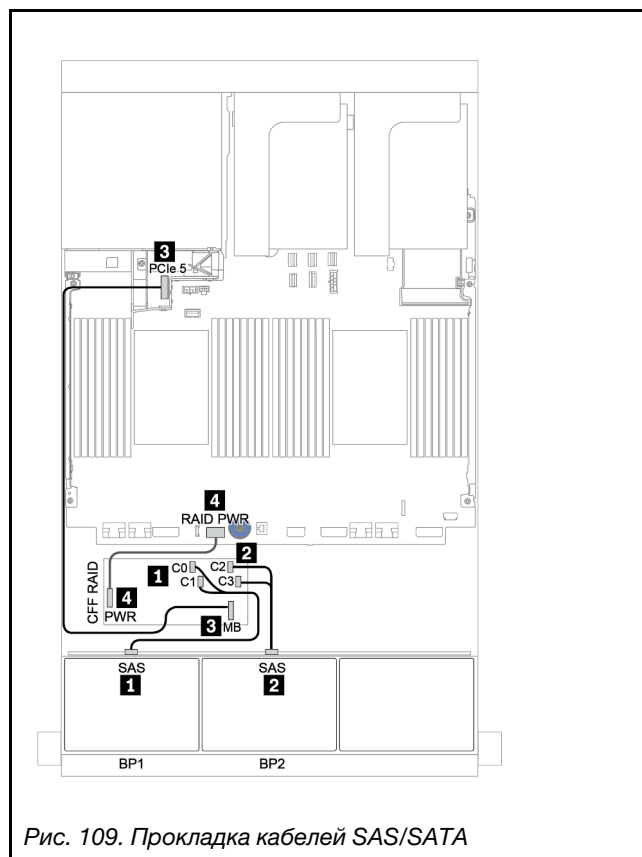 3
PCIe 5
4
RAID PWR
2
1 C0 C2
C1 C3
CFF RAID
4
PWR
3 MB
SAS SAS
1 2
BP1 BP2
Рис. 109. Прокладка кабелей SAS/SATA